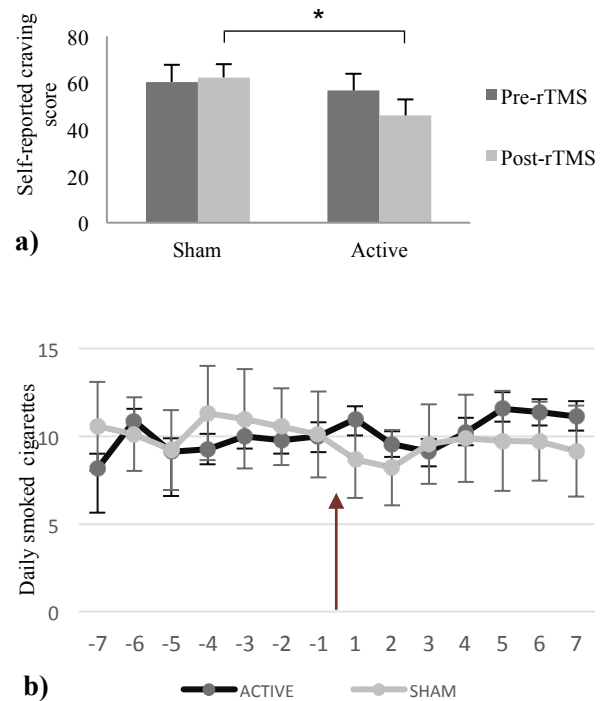 *
80
60
40
20
0
Self-reported craving
score
Sham
Active
Pre-rTMS
Post-rTMS
a)
15
10
5
0
Daily smoked cigarettes
-7 -6 -5 -4 -3 -2 -1 1 2 3 4 5 6 7
b)
ACTIVE
SHAM